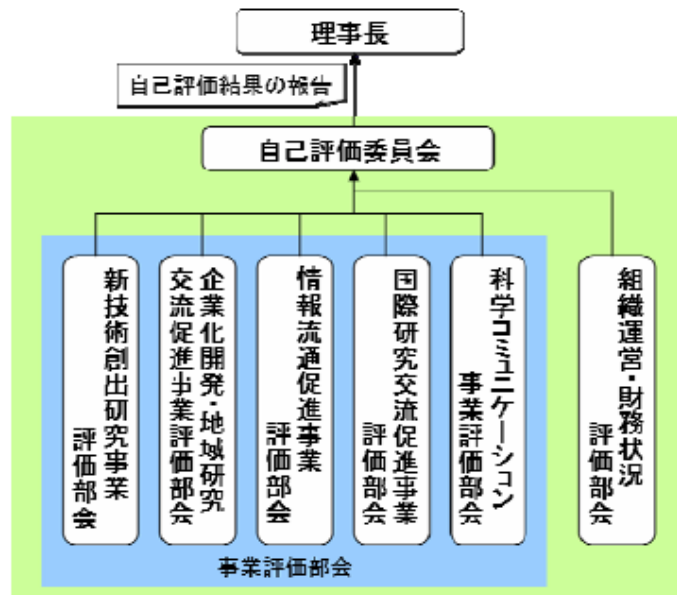 理事長
自己評価結果の報告
自己評価委員会
新技術創出研究事業
評価部会
企業化開発・地域研究
交流促進事業評価部会
情報流通促進事業
評価部会
国際研究交流促進事業
評価部会
科学コミュニケーション
事業評価部会
組織運営・財務状況
評価部会
事業評価部会